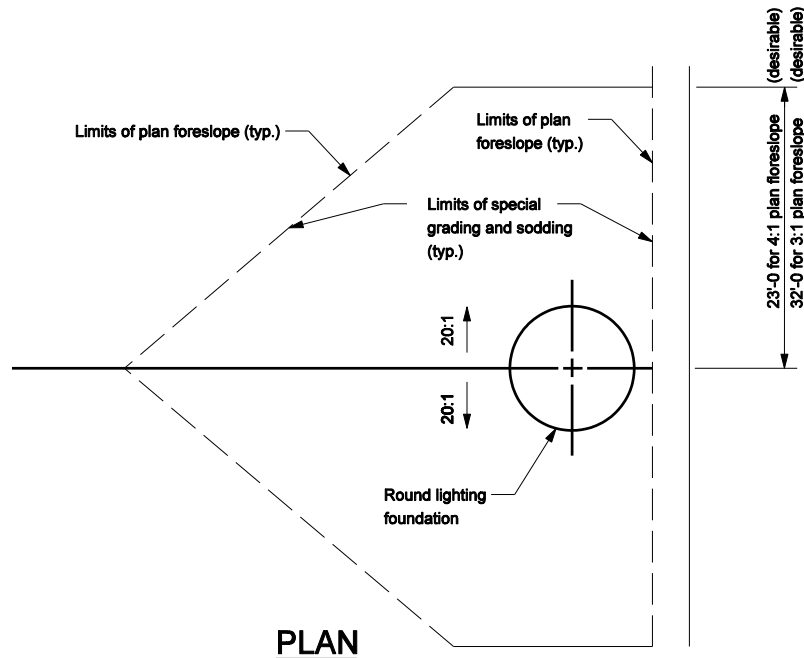 Limits of plan foreslope (typ.)
Limits of plan
foreslope (typ.)
Limits of special
grading and sodding
(typ.)
20:1
20:1
Round lighting
foundation
23'-0 for 4:1 plan floreslope (desirable)
32'-0 for 3:1 plan foreslope (desirable)
PLAN